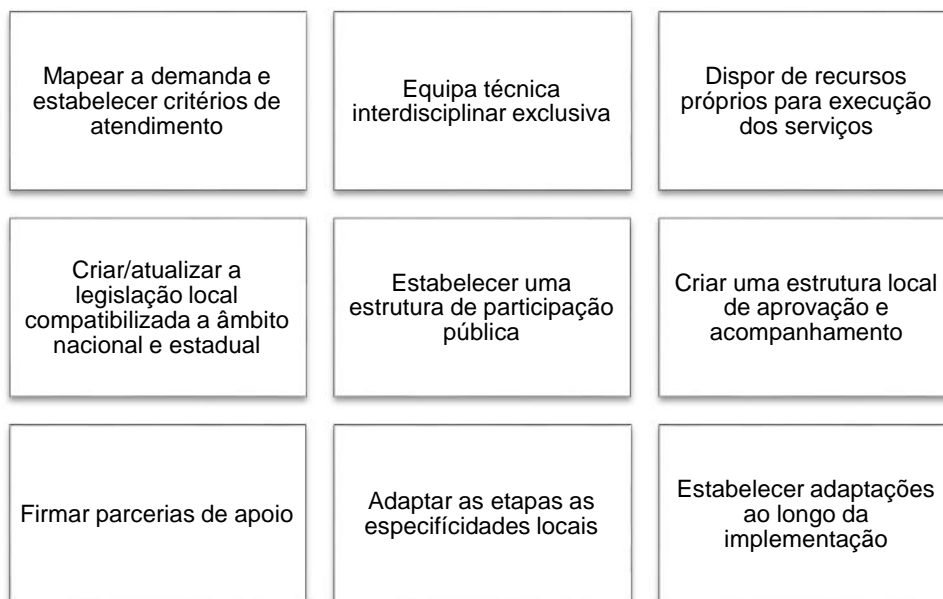 Mapear a demanda e
estabelecer critérios de
atendimento
Equipa técnica
interdisciplinar exclusiva
Dispor de recursos
próprios para execução
dos serviços
Criar/atualizar a
legislação local
compatibilizada a âmbito
nacional e estadual
Estabelecer uma
estrutura de participação
pública
Criar uma estrutura local
de aprovação e
acompanhamento
Firmar parcerias de apoio
Adaptar as etapas as
especifícidades locais
Estabelecer adaptações
ao longo da
implementação